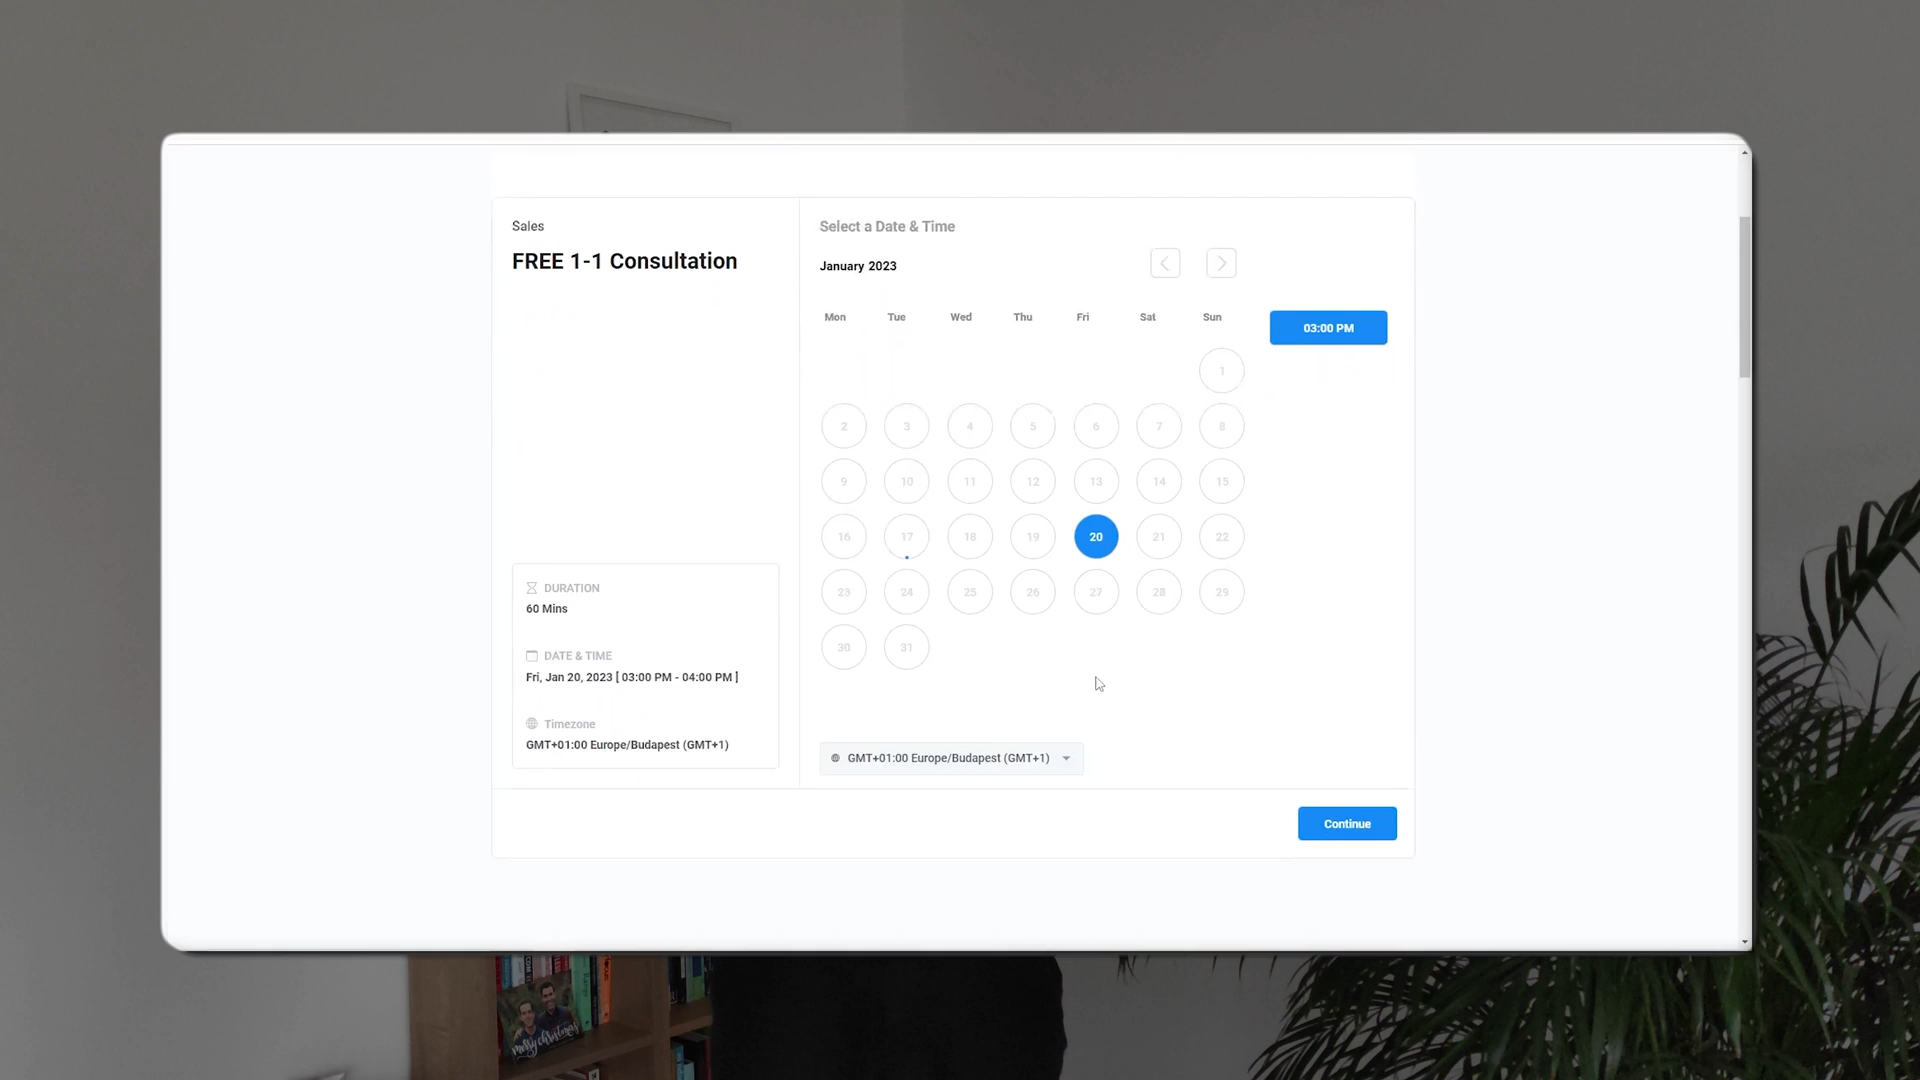 Sales
FREE 1-1 Consultation
DURATION
60 Mins
DATE & TIME
Fri, Jan 20, 2023 [ 03:00 PM - 04:00 PM ]
Timezone
GMT+01:00 Europe/Budapest (GMT+1)
Select a Date & Time
January 2023
Mon Tue Wed Thu Fri Sat Sun
1
2 3 4 5 6 7 8
9 10 11 12 13 14 15
16 17 18 19 20 21 22
23 24 25 26 27 28 29
30 31
03:00 PM
GMT+01:00 Europe/Budapest (GMT+1)
Continue
merry christmas